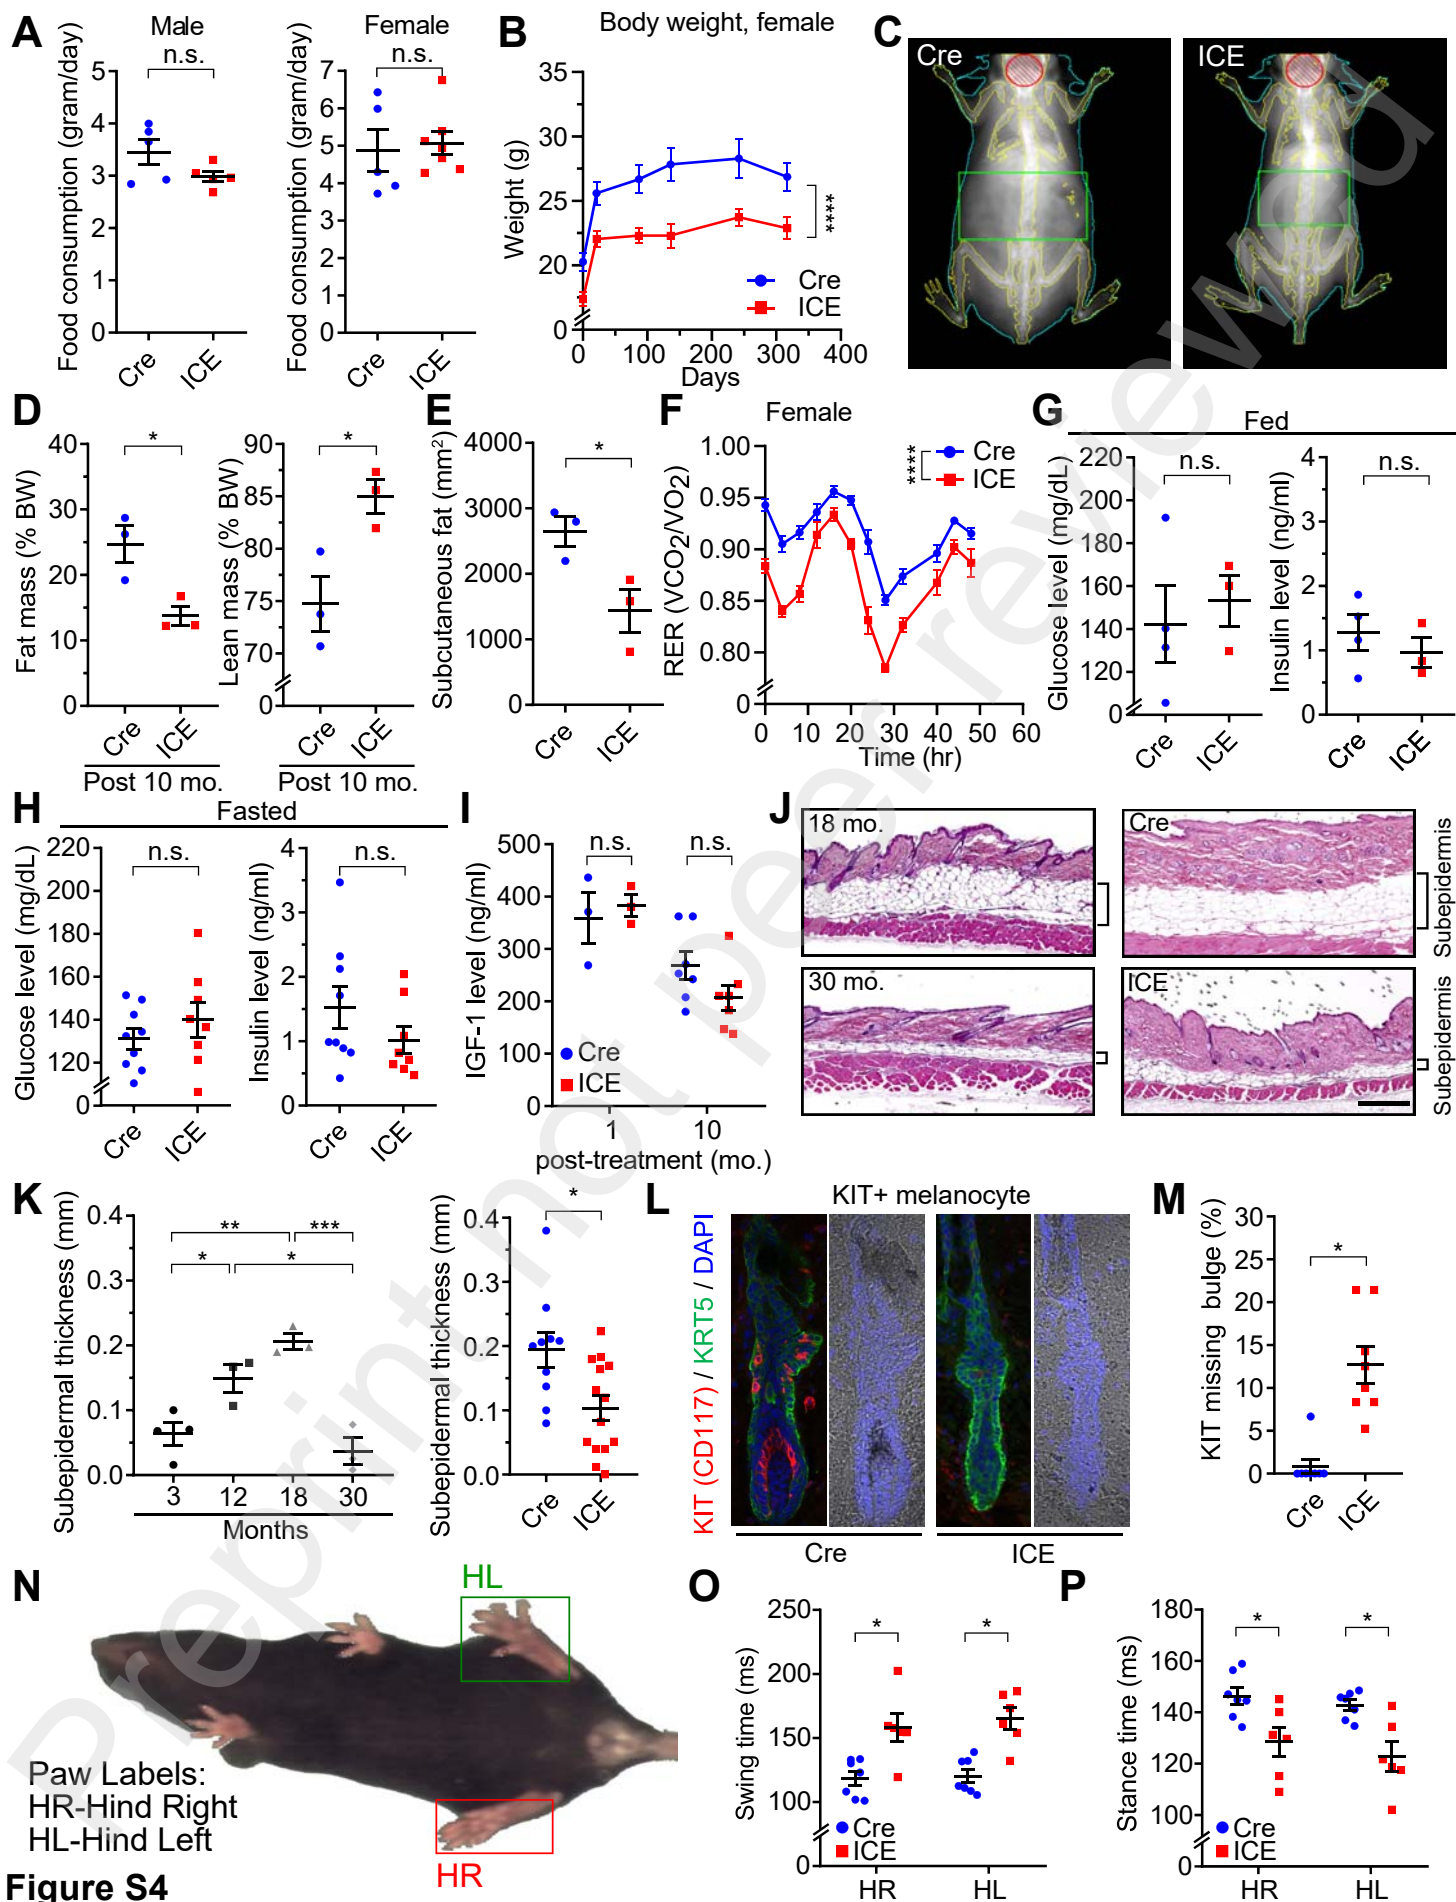 A
Male
Female
n.s.
n.s.
Food consumption (gram/day)
5
4
3
2
1
0
Cre
ICE
Food consumption (gram/day)
7
6
5
4
3
2
1
0
Cre
ICE
B
Body weight, female
Weight (g)
35
30
25
20
0
****
Cre
ICE
0
100
200
300
400
Days
C
Cre
ICE
D
Fat mass (% BW)
40
30
20
10
0
*
Cre
ICE
Post 10 mo.
Lean mass (% BW)
90
85
80
75
70
0
*
Cre
ICE
Post 10 mo.
E
Subcutaneous fat (mm²)
4000
3000
2000
1000
0
*
Cre
ICE
F
Female
RER (VCO2/VO2)
1.00
0.95
0.90
0.85
0.80
0
****
Cre
ICE
0
10
20
30
40
50
60
Time (hr)
G
Fed
Glucose level (mg/dL)
220
200
180
160
140
120
0
n.s.
Cre
ICE
Insulin level (ng/ml)
4
3
2
1
0
n.s.
Cre
ICE
H
Fasted
Glucose level (mg/dL)
220
200
180
160
140
120
0
n.s.
Cre
ICE
Insulin level (ng/ml)
4
3
2
1
0
n.s.
Cre
ICE
I
IGF-1 level (ng/ml)
500
400
300
200
100
0
n.s.
n.s.
Cre
ICE
1
10
post-treatment (mo.)
J
18 mo.
Cre
Subepidermis
30 mo.
ICE
Subepidermis
K
Subepidermal thickness (mm)
0.4
0.3
0.2
0.1
0.0
**
***
*
*
3
12
18
30
Months
Subepidermal thickness (mm)
0.4
0.3
0.2
0.1
0.0
*
Cre
ICE
L
KIT+ melanocyte
KIT (CD117) / KRT5 / DAPI
Cre
ICE
M
KIT missing bulge (%)
30
25
20
15
10
5
0
*
Cre
ICE
N
HL
Paw Labels:
HR-Hind Right
HL-Hind Left
HR
O
Swing time (ms)
250
200
150
100
0
*
*
Cre
ICE
HR
HL
P
Stance time (ms)
180
160
140
120
100
0
*
*
Cre
ICE
HR
HL
Figure S4
Preprint not peer reviewed